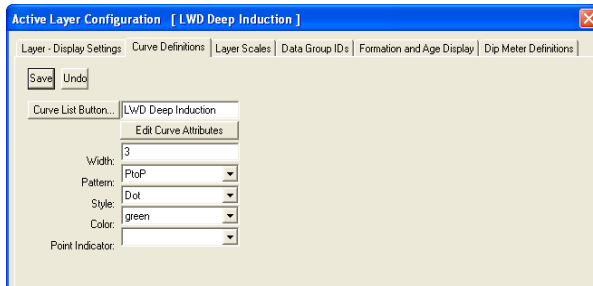 Active Layer Configuration [ LWD Deep Induction ]
Layer - Display Settings Curve Definitions Layer Scales Data Group IDs Formation and Age Display Dip Meter Definitions
Save Undo
Curve List Button... LWD Deep Induction
Edit Curve Attributes
Width: 3
Pattern: PtoP
Style: Dot
Color: green
Point Indicator: